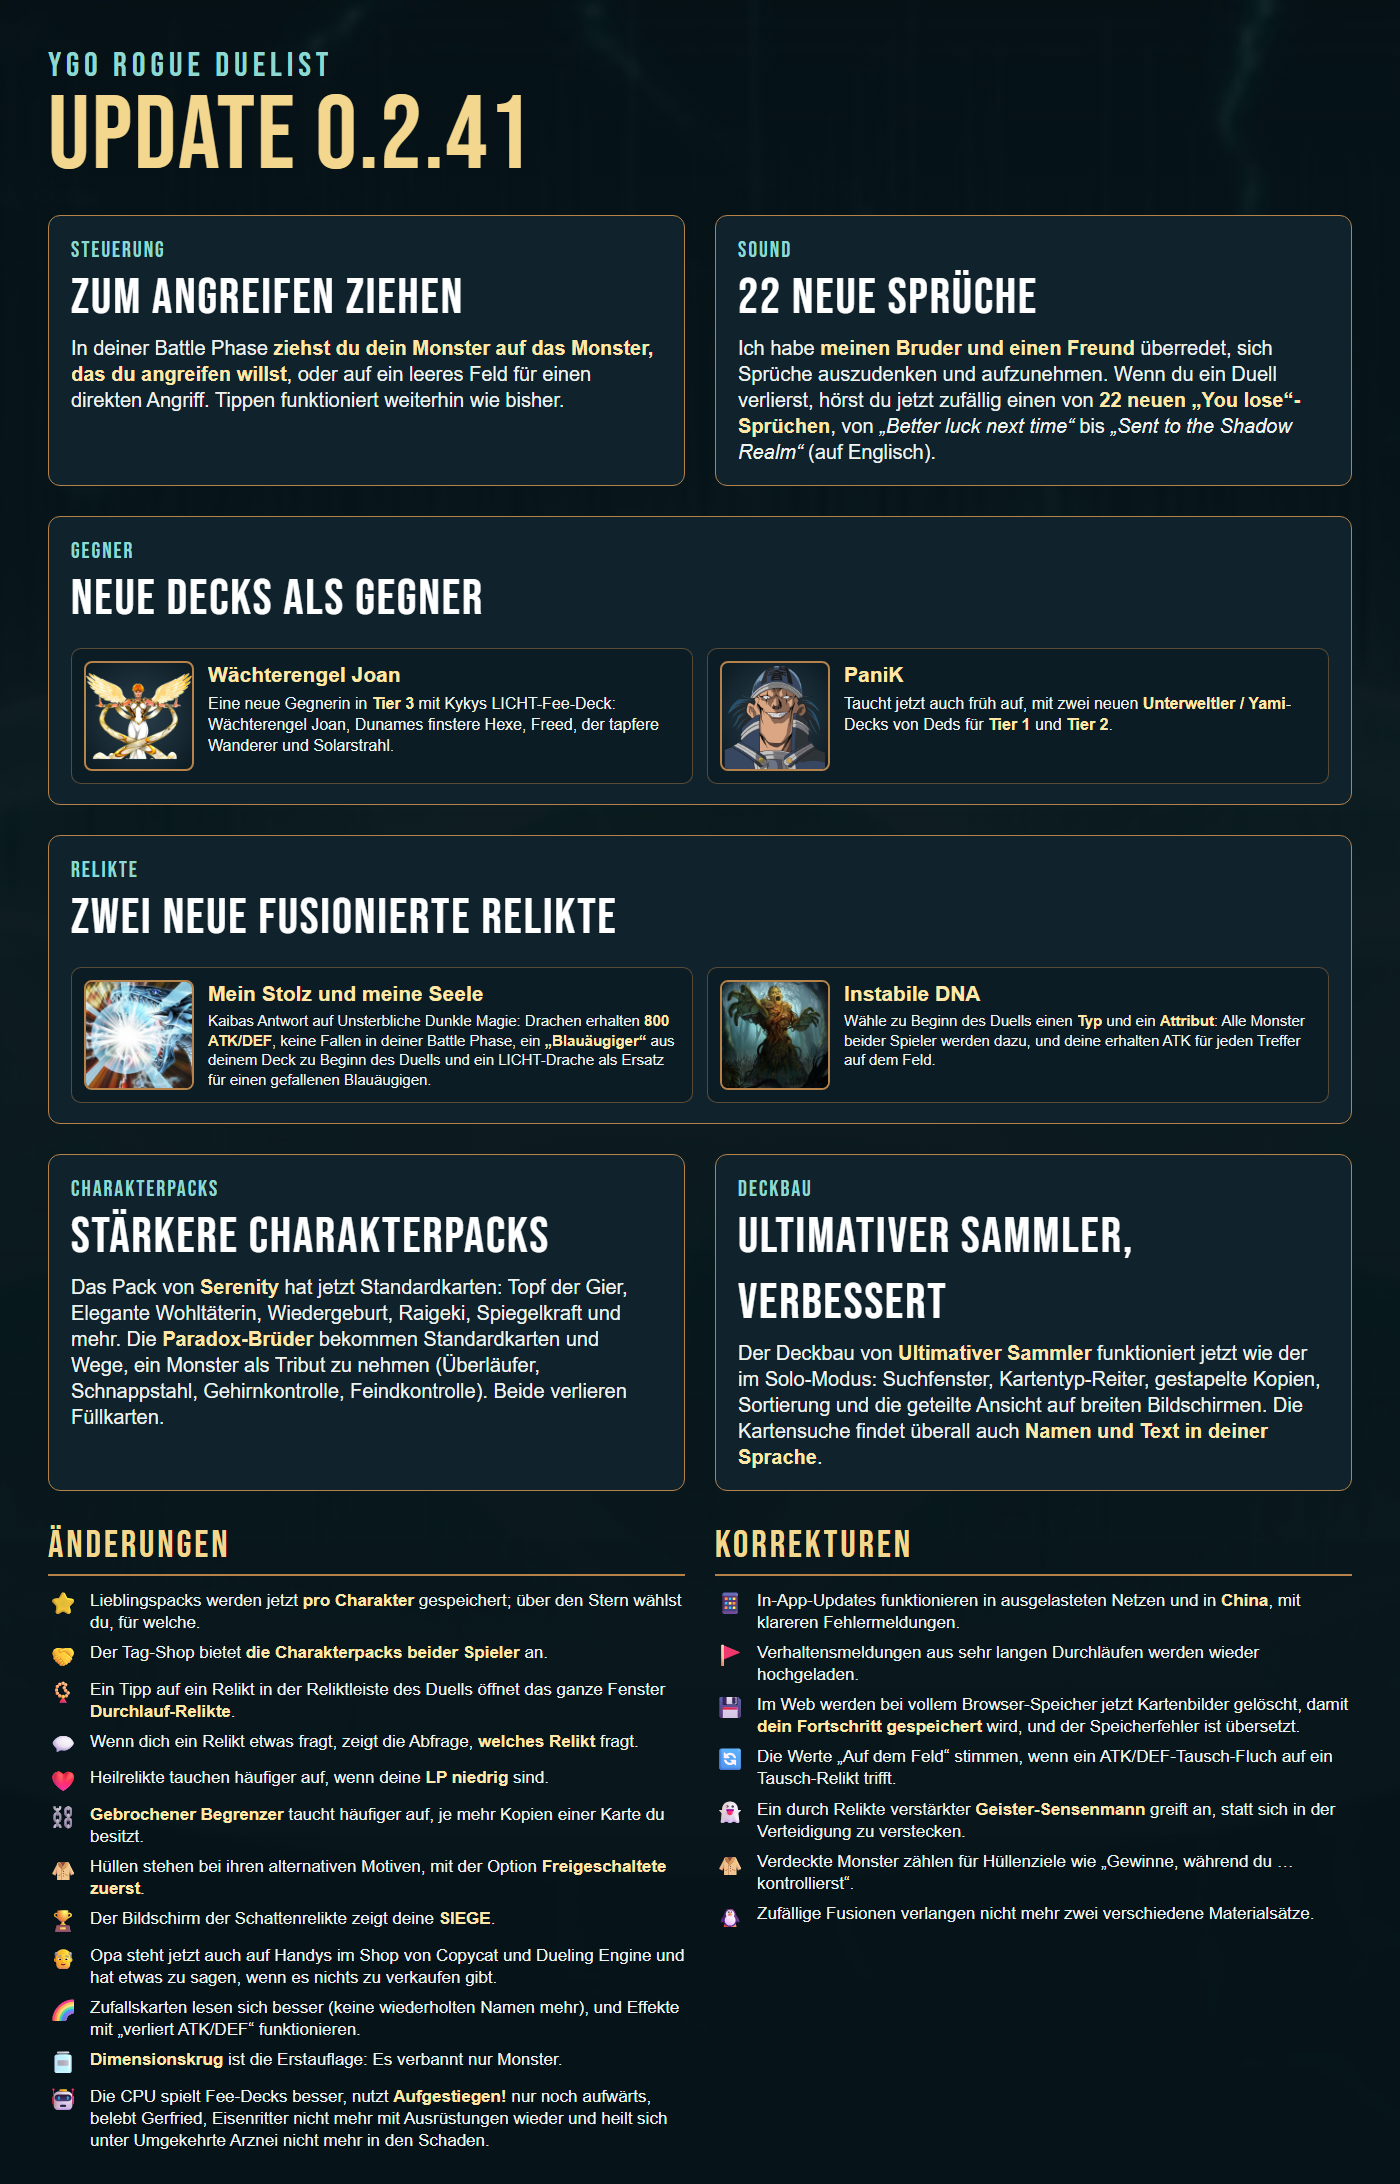 YGO ROGUE DUELIST
UPDATE 0.2.41
STEUERUNG
ZUM ANGREIFEN ZIEHEN
In deiner Battle Phase ziehst du dein Monster auf das Monster,
das du angreifen willst, oder auf ein leeres Feld für einen
direkten Angriff. Tippen funktioniert weiterhin wie bisher.
SOUND
22 NEUE SPRÜCHE
Ich habe meinen Bruder und einen Freund überredet, sich
Sprüche auszudenken und aufzunehmen. Wenn du ein Duell
verlierst, hörst du jetzt zufällig einen von 22 neuen „You lose“-
Sprüchen, von „Better luck next time“ bis „Sent to the Shadow
Realm“ (auf Englisch).
GEGNER
NEUE DECKS ALS GEGNER
Wächterengel Joan
Eine neue Gegnerin in Tier 3 mit Kykys LICHT-Fee-Deck:
Wächterengel Joan, Dunames finstere Hexe, Freed, der tapfere
Wanderer und Solarstrahl.
PaniK
Taucht jetzt auch früh auf, mit zwei neuen Unterweltler / Yami-
Decks von Deds für Tier 1 und Tier 2.
RELIKTE
ZWEI NEUE FUSIONIERTE RELIKTE
Mein Stolz und meine Seele
Kaibas Antwort auf Unsterbliche Dunkle Magie: Drachen erhalten 800
ATK/DEF, keine Fallen in deiner Battle Phase, ein „Blauäugiger“ aus
deinem Deck zu Beginn des Duells und ein LICHT-Drache als Ersatz
für einen gefallenen Blauäugigen.
Instabile DNA
Wähle zu Beginn des Duells einen Typ und ein Attribut: Alle Monster
beider Spieler werden dazu, und deine erhalten ATK für jeden Treffer
auf dem Feld.
CHARAKTERPACKS
STÄRKERE CHARAKTERPACKS
Das Pack von Serenity hat jetzt Standardkarten: Topf der Gier,
Elegante Wohltäterin, Wiedergeburt, Raigeki, Spiegelkraft und
mehr. Die Paradox-Brüder bekommen Standardkarten und
Wege, ein Monster als Tribut zu nehmen (Überläufer,
Schnappstahl, Gehirnkontrolle, Feindkontrolle). Beide verlieren
Füllkarten.
DECKBAU
ULTIMATIVER SAMMLER,
VERBESSERT
Der Deckbau von Ultimativer Sammler funktioniert jetzt wie der
im Solo-Modus: Suchfenster, Kartentyp-Reiter, gestapelte Kopien,
Sortierung und die geteilte Ansicht auf breiten Bildschirmen. Die
Kartensuche findet überall auch Namen und Text in deiner
Sprache.
ÄNDERUNGEN
Lieblingspacks werden jetzt pro Charakter gespeichert; über den Stern wählst
du, für welche.
Der Tag-Shop bietet die Charakterpacks beider Spieler an.
Ein Tipp auf ein Relikt in der Reliktleiste des Duells öffnet das ganze Fenster
Durchlauf-Relikte.
Wenn dich ein Relikt etwas fragt, zeigt die Abfrage, welches Relikt fragt.
Heilrelikte tauchen häufiger auf, wenn deine LP niedrig sind.
Gebrochener Begrenzer taucht häufiger auf, je mehr Kopien einer Karte du
besitzt.
Hüllen stehen bei ihren alternativen Motiven, mit der Option Freigeschaltete
zuerst.
Der Bildschirm der Schattenrelikte zeigt deine SIEGE.
Opa steht jetzt auch auf Handys im Shop von Copycat und Dueling Engine und
hat etwas zu sagen, wenn es nichts zu verkaufen gibt.
Zufallskarten lesen sich besser (keine wiederholten Namen mehr), und Effekte
mit „verliert ATK/DEF“ funktionieren.
Dimensionskrug ist die Erstauflage: Es verbannt nur Monster.
Die CPU spielt Fee-Decks besser, nutzt Aufgestiegen! nur noch aufwärts,
belebt Gerfried, Eisenritter nicht mehr mit Ausrüstungen wieder und heilt sich
unter Umgekehrte Arznei nicht mehr in den Schaden.
KORREKTUREN
In-App-Updates funktionieren in ausgelasteten Netzen und in China, mit
klareren Fehlermeldungen.
Verhaltensmeldungen aus sehr langen Durchläufen werden wieder
hochgeladen.
Im Web werden bei vollem Browser-Speicher jetzt Kartenbilder gelöscht, damit
dein Fortschritt gespeichert wird, und der Speicherfehler ist übersetzt.
Die Werte „Auf dem Feld“ stimmen, wenn ein ATK/DEF-Tausch-Fluch auf ein
Tausch-Relikt trifft.
Ein durch Relikte verstärkter Geister-Sensenmann greift an, statt sich in der
Verteidigung zu verstecken.
Verdeckte Monster zählen für Hüllenziele wie „Gewinne, während du …
kontrollierst“.
Zufällige Fusionen verlangen nicht mehr zwei verschiedene Materialsätze.